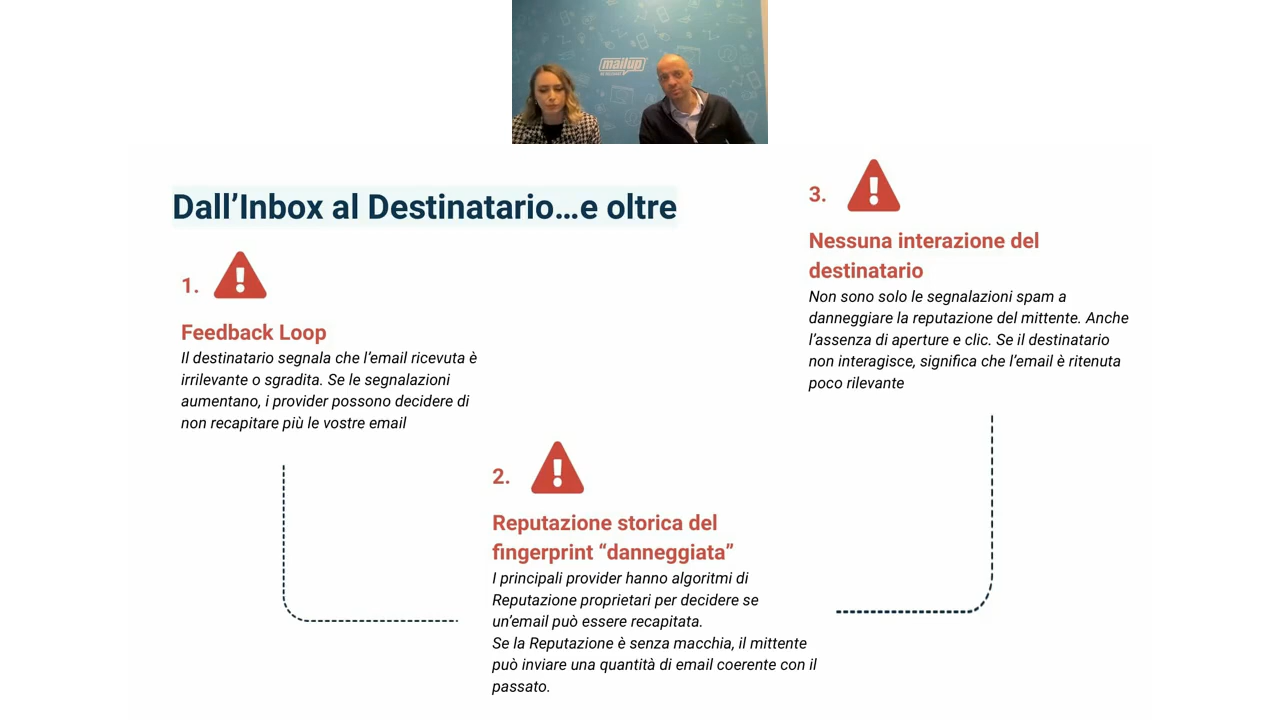 mailup
Dall’Inbox al Destinatario…e oltre
1.
Feedback Loop
Il destinatario segnala che l’email ricevuta è
irrilevante o sgradita. Se le segnalazioni
aumentano, i provider possono decidere di
non recapitare più le vostre email
2.
Reputazione storica del
fingerprint “danneggiata”
I principali provider hanno algoritmi di
Reputazione proprietari per decidere se
un’email può essere recapitata.
Se la Reputazione è senza macchia, il mittente
può inviare una quantità di email coerente con il
passato.
3.
Nessuna interazione del
destinatario
Non sono solo le segnalazioni spam a
danneggiare la reputazione del mittente. Anche
l’assenza di aperture e clic. Se il destinatario
non interagisce, significa che l’email è ritenuta
poco rilevante